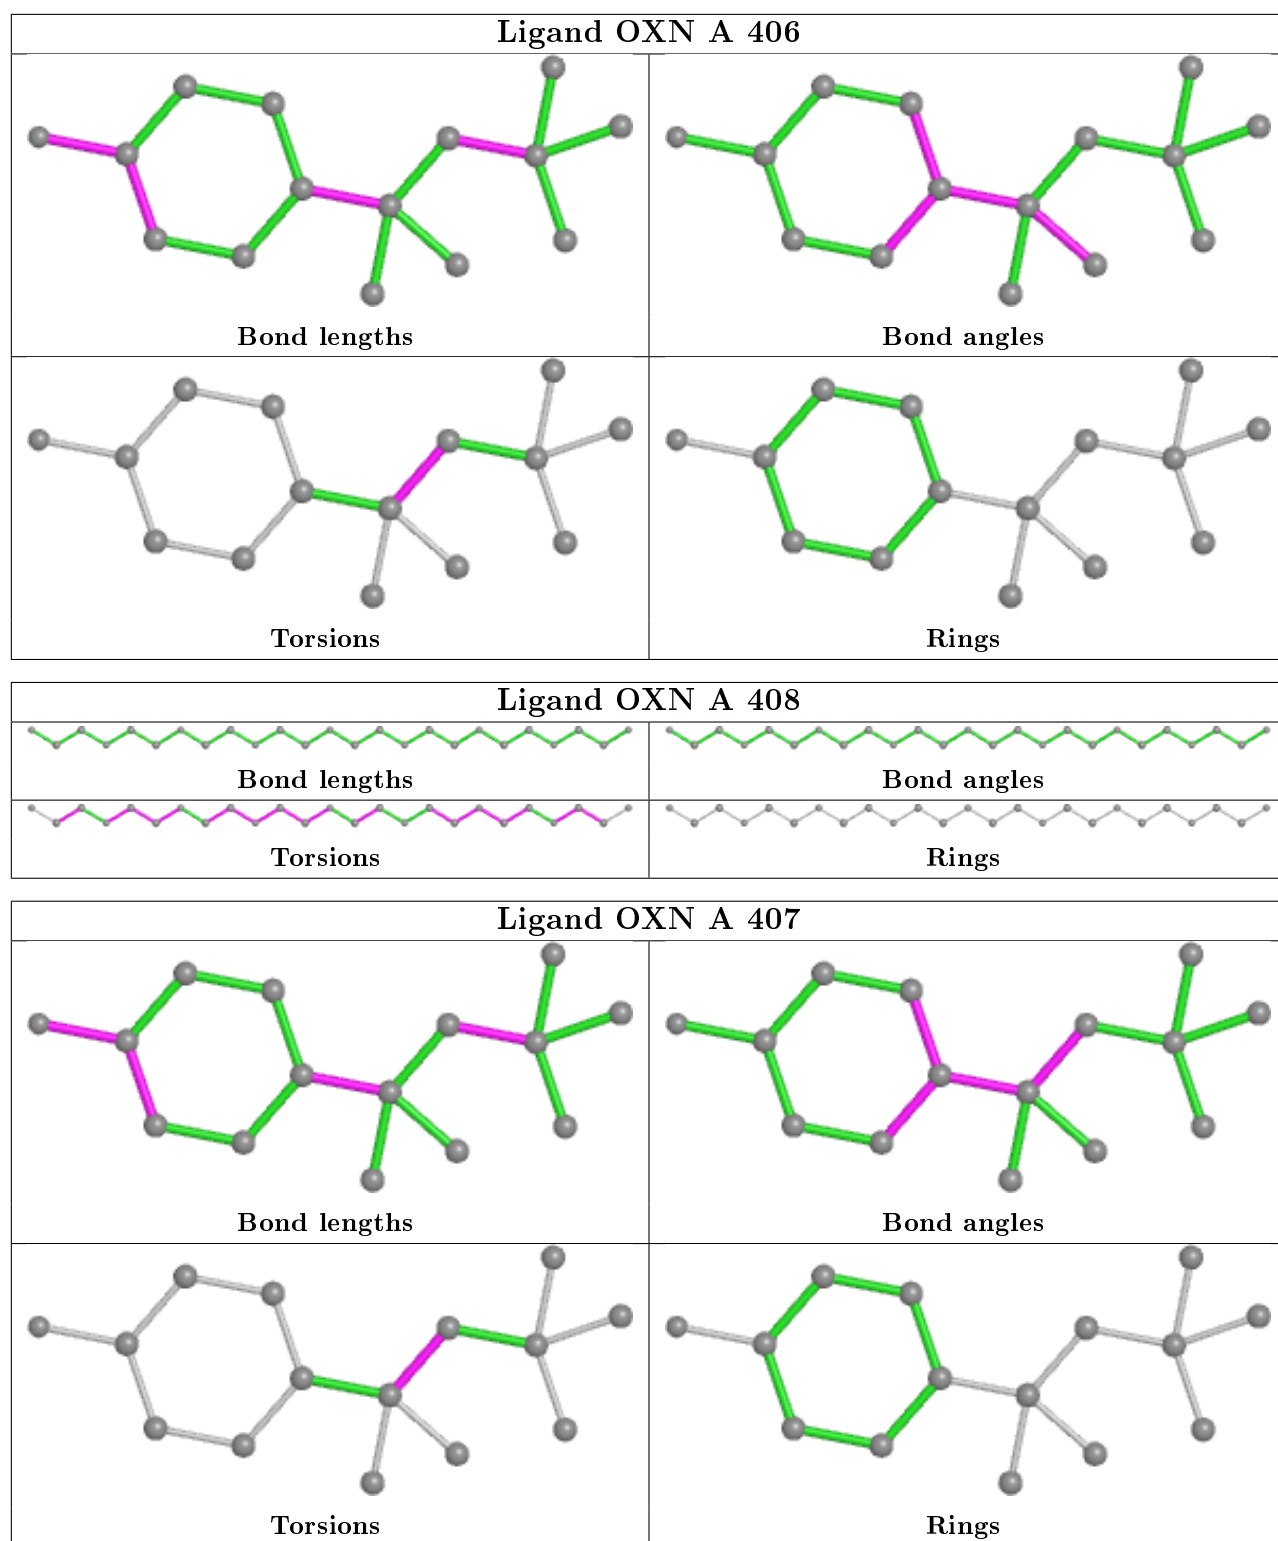 Ligand OXN A 406
Bond lengths
Bond angles
Torsions
Rings
Ligand OXN A 408
Bond lengths
Bond angles
Torsions
Rings
Ligand OXN A 407
Bond lengths
Bond angles
Torsions
Rings